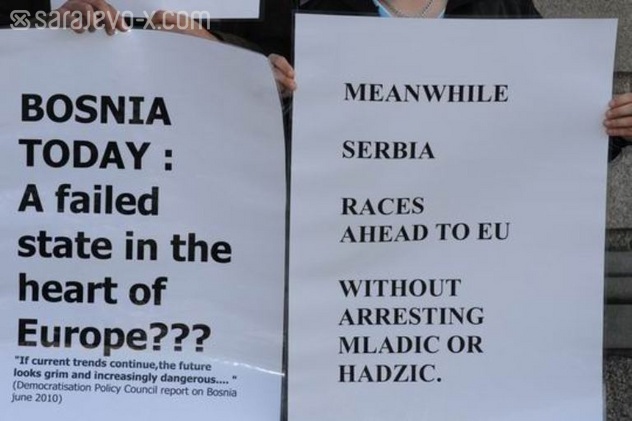 sarajevo-x.com
BOSNIA
TODAY :
A failed
state in the
heart of
Europe???
"If current trends continue,the future
looks grim and increasingly dangerous.... "
(Democratisation Policy Council report on Bosnia
june 2010)
MEANWHILE
SERBIA
RACES
AHEAD TO EU
WITHOUT
ARRESTING
MLADIC OR
HADZIC.